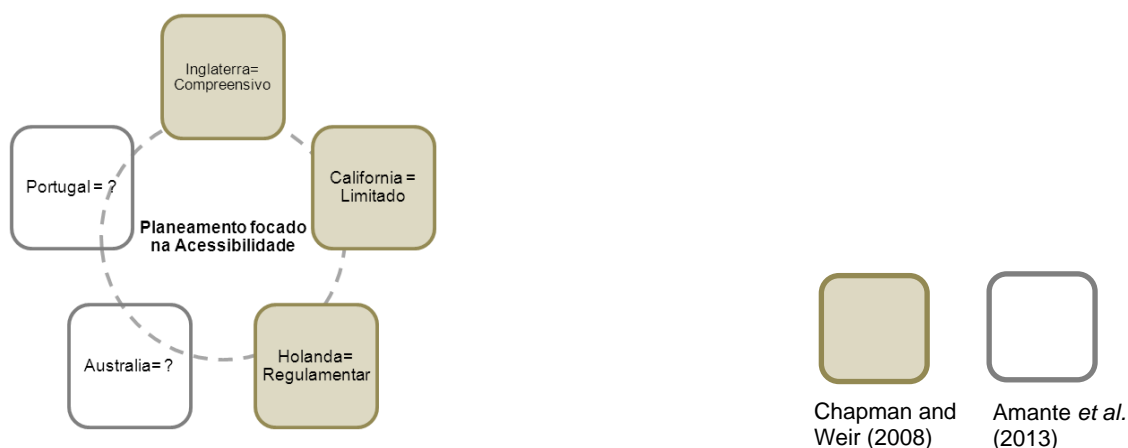 Inglaterra=
Compreensivo
Portugal = ?
California =
Limitado
Planeamento focado
na Acessibilidade
Australia= ?
Holanda=
Regulamentar
Chapman and
Weir (2008)
Amante et al.
(2013)